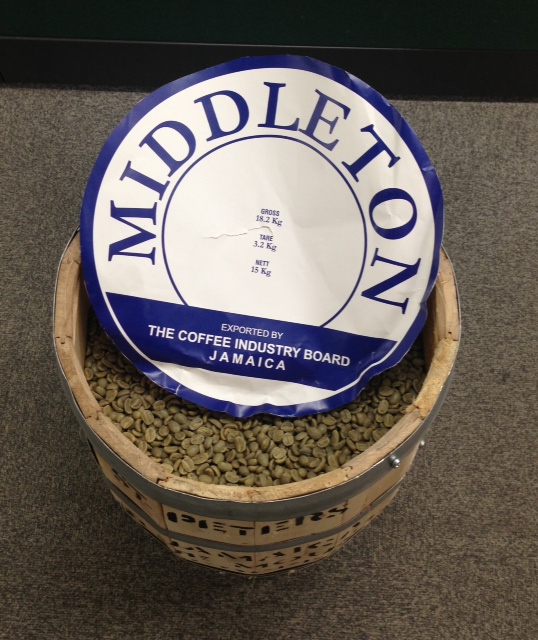 MIDDLETON
GROSS
18.2 Kg
TARE
3.2 Kg
NETT
15 Kg
EXPORTED BY
THE COFFEE INDUSTRY BOARD
JAMAICA
PETERS